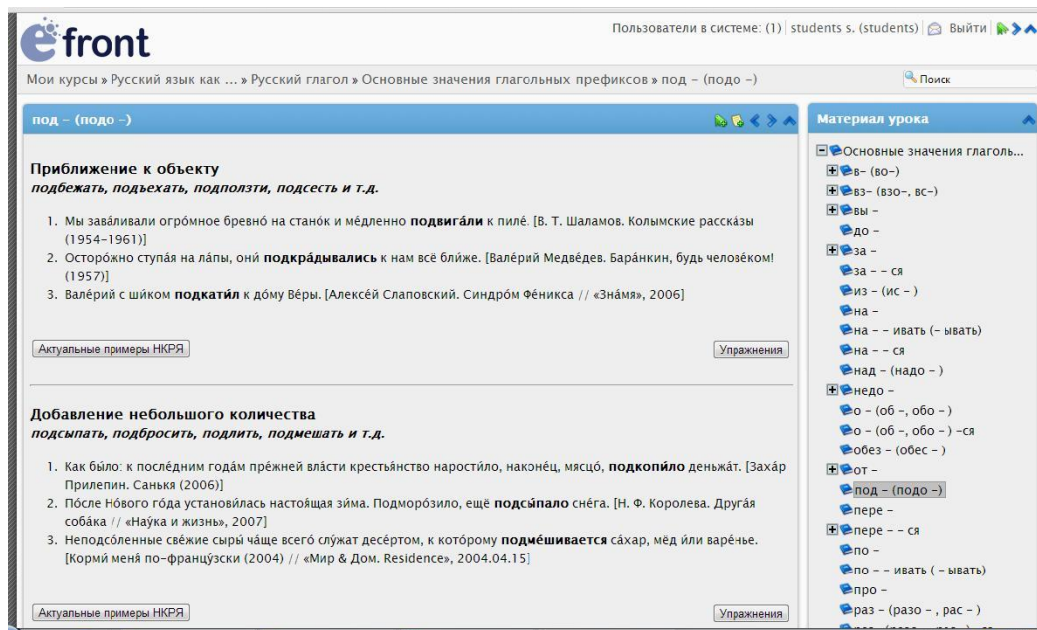 efront
Пользователи в системе: (1) students s. (students) Выйти
Мои курсы » Русский язык как ... » Русский глагол » Основные значения глагольных префиксов » под – (подо –)
Поиск
под – (подо –)
Приближение к объекту
подбежать, подъехать, подползти, подсесть и т.д.
1. Мы зава́ливали огро́мное бревно́ на стано́к и ме́дленно подвига́ли к пиле́. [В. Т. Шаламов. Колымские расска́зы
(1954–1961)]
2. Осторо́жно ступа́я на ла́пы, они́ подкра́дывались к нам всё бли́же. [Вале́рий Медве́дев. Бара́нкин, будь челове́ком!
(1957)]
3. Вале́рий с ши́ком подкати́л к до́му Ве́ры. [Алексе́й Слаповский. Синдро́м Фе́никса // «Зна́мя», 2006]
Актуальные примеры НКРЯ
Упражнения
Добавление небольшого количества
подсыпать, подбросить, подлить, подмешать и т.д.
1. Как бы́ло: к после́дним года́м пре́жней вла́сти крестья́нство нарости́ло, наконе́ц, мясцо́, подкопи́ло деньжа́т. [Заха́р
Прилепин. Санькя (2006)]
2. По́сле Но́вого го́да установи́лась настоя́щая зи́ма. Подморо́зило, ещё подсы́пало сне́га. [Н. Ф. Королева. Друга́я
соба́ка // «Нау́ка и жизнь», 2007]
3. Неподсо́ленные све́жие сыры́ ча́ще всего́ слу́жат десе́ртом, к кото́рому подме́шивается са́хар, мёд и́ли варе́нье.
[Корми́ меня́ по-францу́зски (2004) // «Мир & Дом. Residence», 2004.04.15]
Актуальные примеры НКРЯ
Упражнения
Материал урока
Основные значения глаголь...
в– (во–)
вз– (взо–, вс–)
вы –
до –
за –
за – – ся
из – (ис – )
на –
на – – ивать (– ывать)
на – – ся
над – (надо – )
недо –
о – (об –, обо – )
о – (об –, обо – ) –ся
обез – (обес – )
от –
под – (подо –)
пере –
пере – – ся
по –
по – – ивать ( – ывать)
про –
раз – (разо – , рас – )